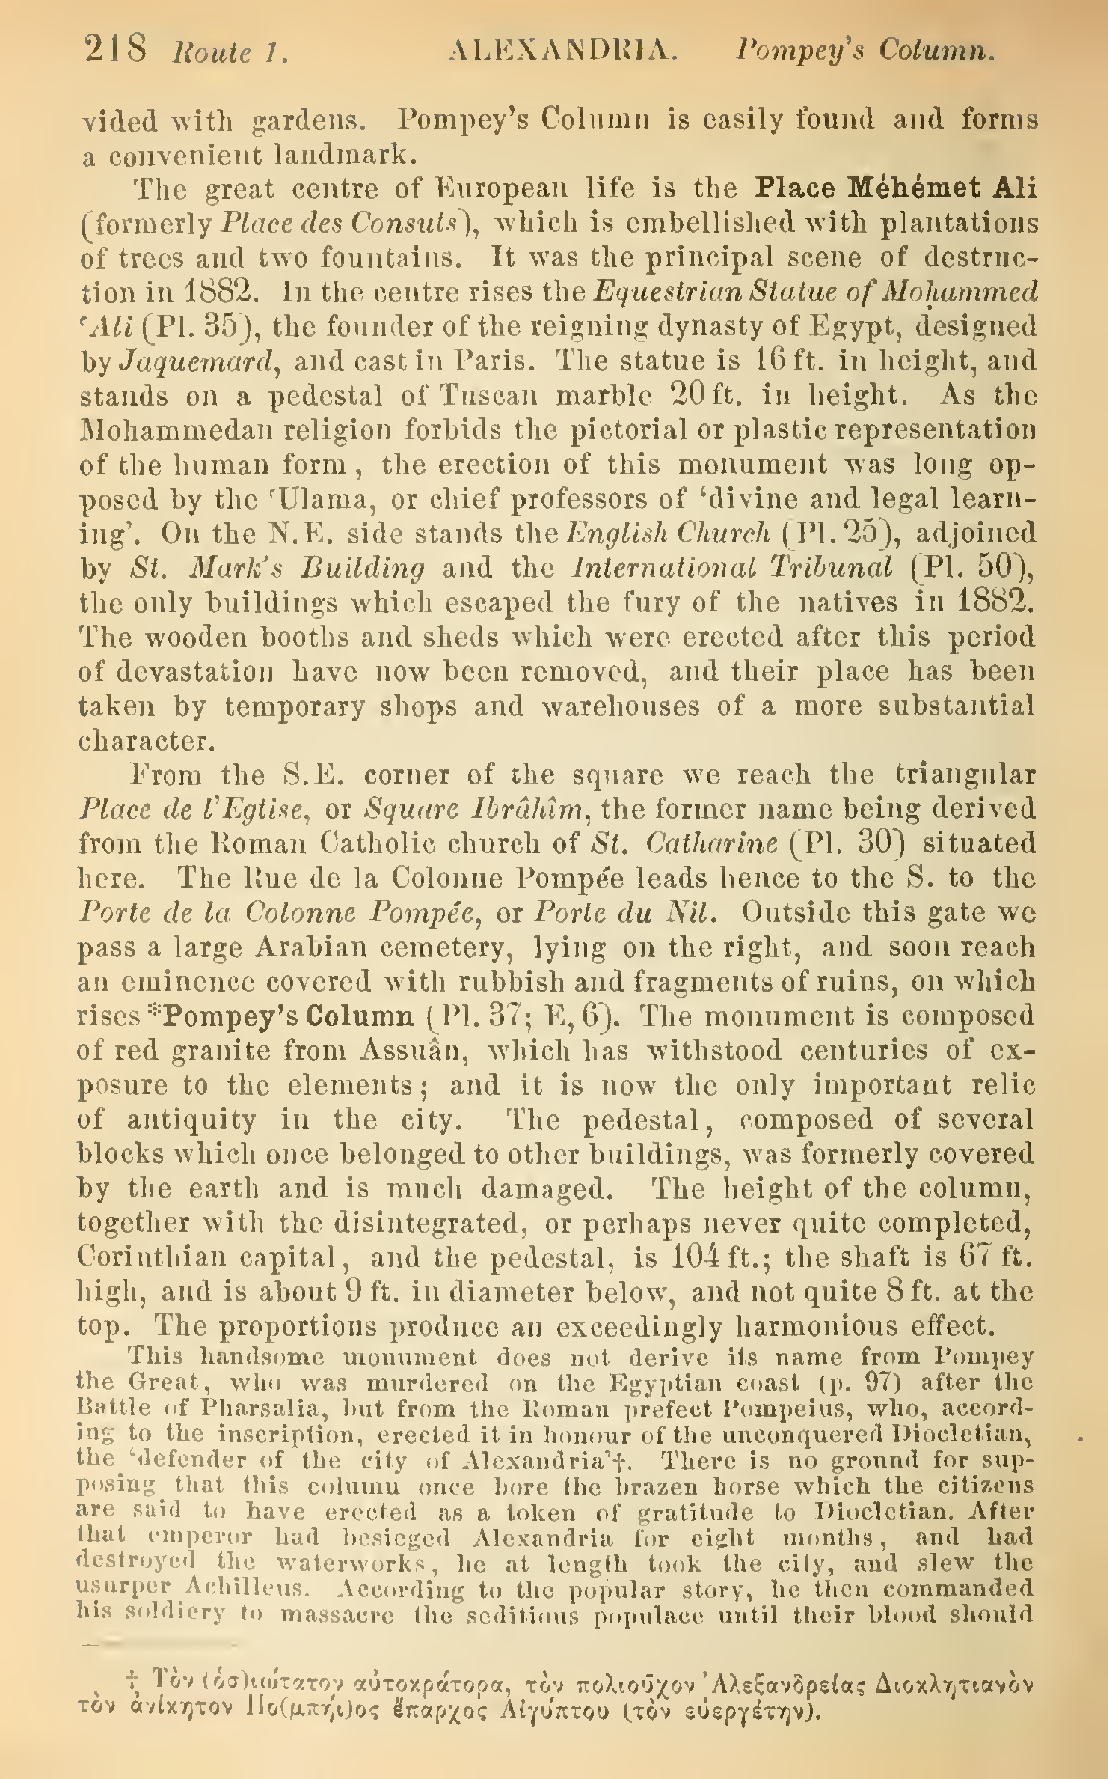 218 Route 1. ALEXANDRIA. Pompey's Column.
vided with gardens. Pompey's Column is easily found and forms
a convenient landmark.
The great centre of European life is the Place Méhémet Ali
(formerly Place des Consuls), which is embellished with plantations
of trees and two fountains. It was the principal scene of destruc-
tion in 1882. In the centre rises the Equestrian Statue of Mohammed
ʿAli (Pl. 35), the founder of the reigning dynasty of Egypt, designed
by Jaquemard, and cast in Paris. The statue is 16 ft. in height, and
stands on a pedestal of Tuscan marble 20 ft. in height. As the
Mohammedan religion forbids the pictorial or plastic representation
of the human form, the erection of this monument was long op-
posed by the ʿUlama, or chief professors of 'divine and legal learn-
ing'. On the N.E. side stands the English Church (Pl. 25), adjoined
by St. Mark's Building and the International Tribunal (Pl. 50),
the only buildings which escaped the fury of the natives in 1882.
The wooden booths and sheds which were erected after this period
of devastation have now been removed, and their place has been
taken by temporary shops and warehouses of a more substantial
character.
From the S.E. corner of the square we reach the triangular
Place de l'Eglise, or Square Ibrâhîm, the former name being derived
from the Roman Catholic church of St. Catharine (Pl. 30) situated
here. The Rue de la Colonne Pompée leads hence to the S. to the
Porte de la Colonne Pompée, or Porte du Nil. Outside this gate we
pass a large Arabian cemetery, lying on the right, and soon reach
an eminence covered with rubbish and fragments of ruins, on which
rises *Pompey's Column (Pl. 37; E, 6). The monument is composed
of red granite from Assuân, which has withstood centuries of ex-
posure to the elements; and it is now the only important relic
of antiquity in the city. The pedestal, composed of several
blocks which once belonged to other buildings, was formerly covered
by the earth and is much damaged. The height of the column,
together with the disintegrated, or perhaps never quite completed,
Corinthian capital, and the pedestal, is 104 ft.; the shaft is 67 ft.
high, and is about 9 ft. in diameter below, and not quite 8 ft. at the
top. The proportions produce an exceedingly harmonious effect.
This handsome monument does not derive its name from Pompey
the Great, who was murdered on the Egyptian coast (p. 97) after the
Battle of Pharsalia, but from the Roman prefect Pompeius, who, accord-
ing to the inscription, erected it in honour of the unconquered Diocletian,
the 'defender of the city of Alexandria'†. There is no ground for sup-
posing that this column once bore the brazen horse which the citizens
are said to have erected as a token of gratitude to Diocletian. After
that emperor had besieged Alexandria for eight months, and had
destroyed the waterworks, he at length took the city, and slew the
usurper Achilleus. According to the popular story, he then commanded
his soldiery to massacre the seditious populace until their blood should
† Τὸν (ὁσ)ιώτατον αὐτοκράτορα, τὸν πολιοῦχον Ἀλεξανδρείας Διοκλητιανὸν
τὸν ἀνίκητον Πο(μπήι)ος ἔπαρχος Αἰγύπτου (τὸν εὐεργέτην).